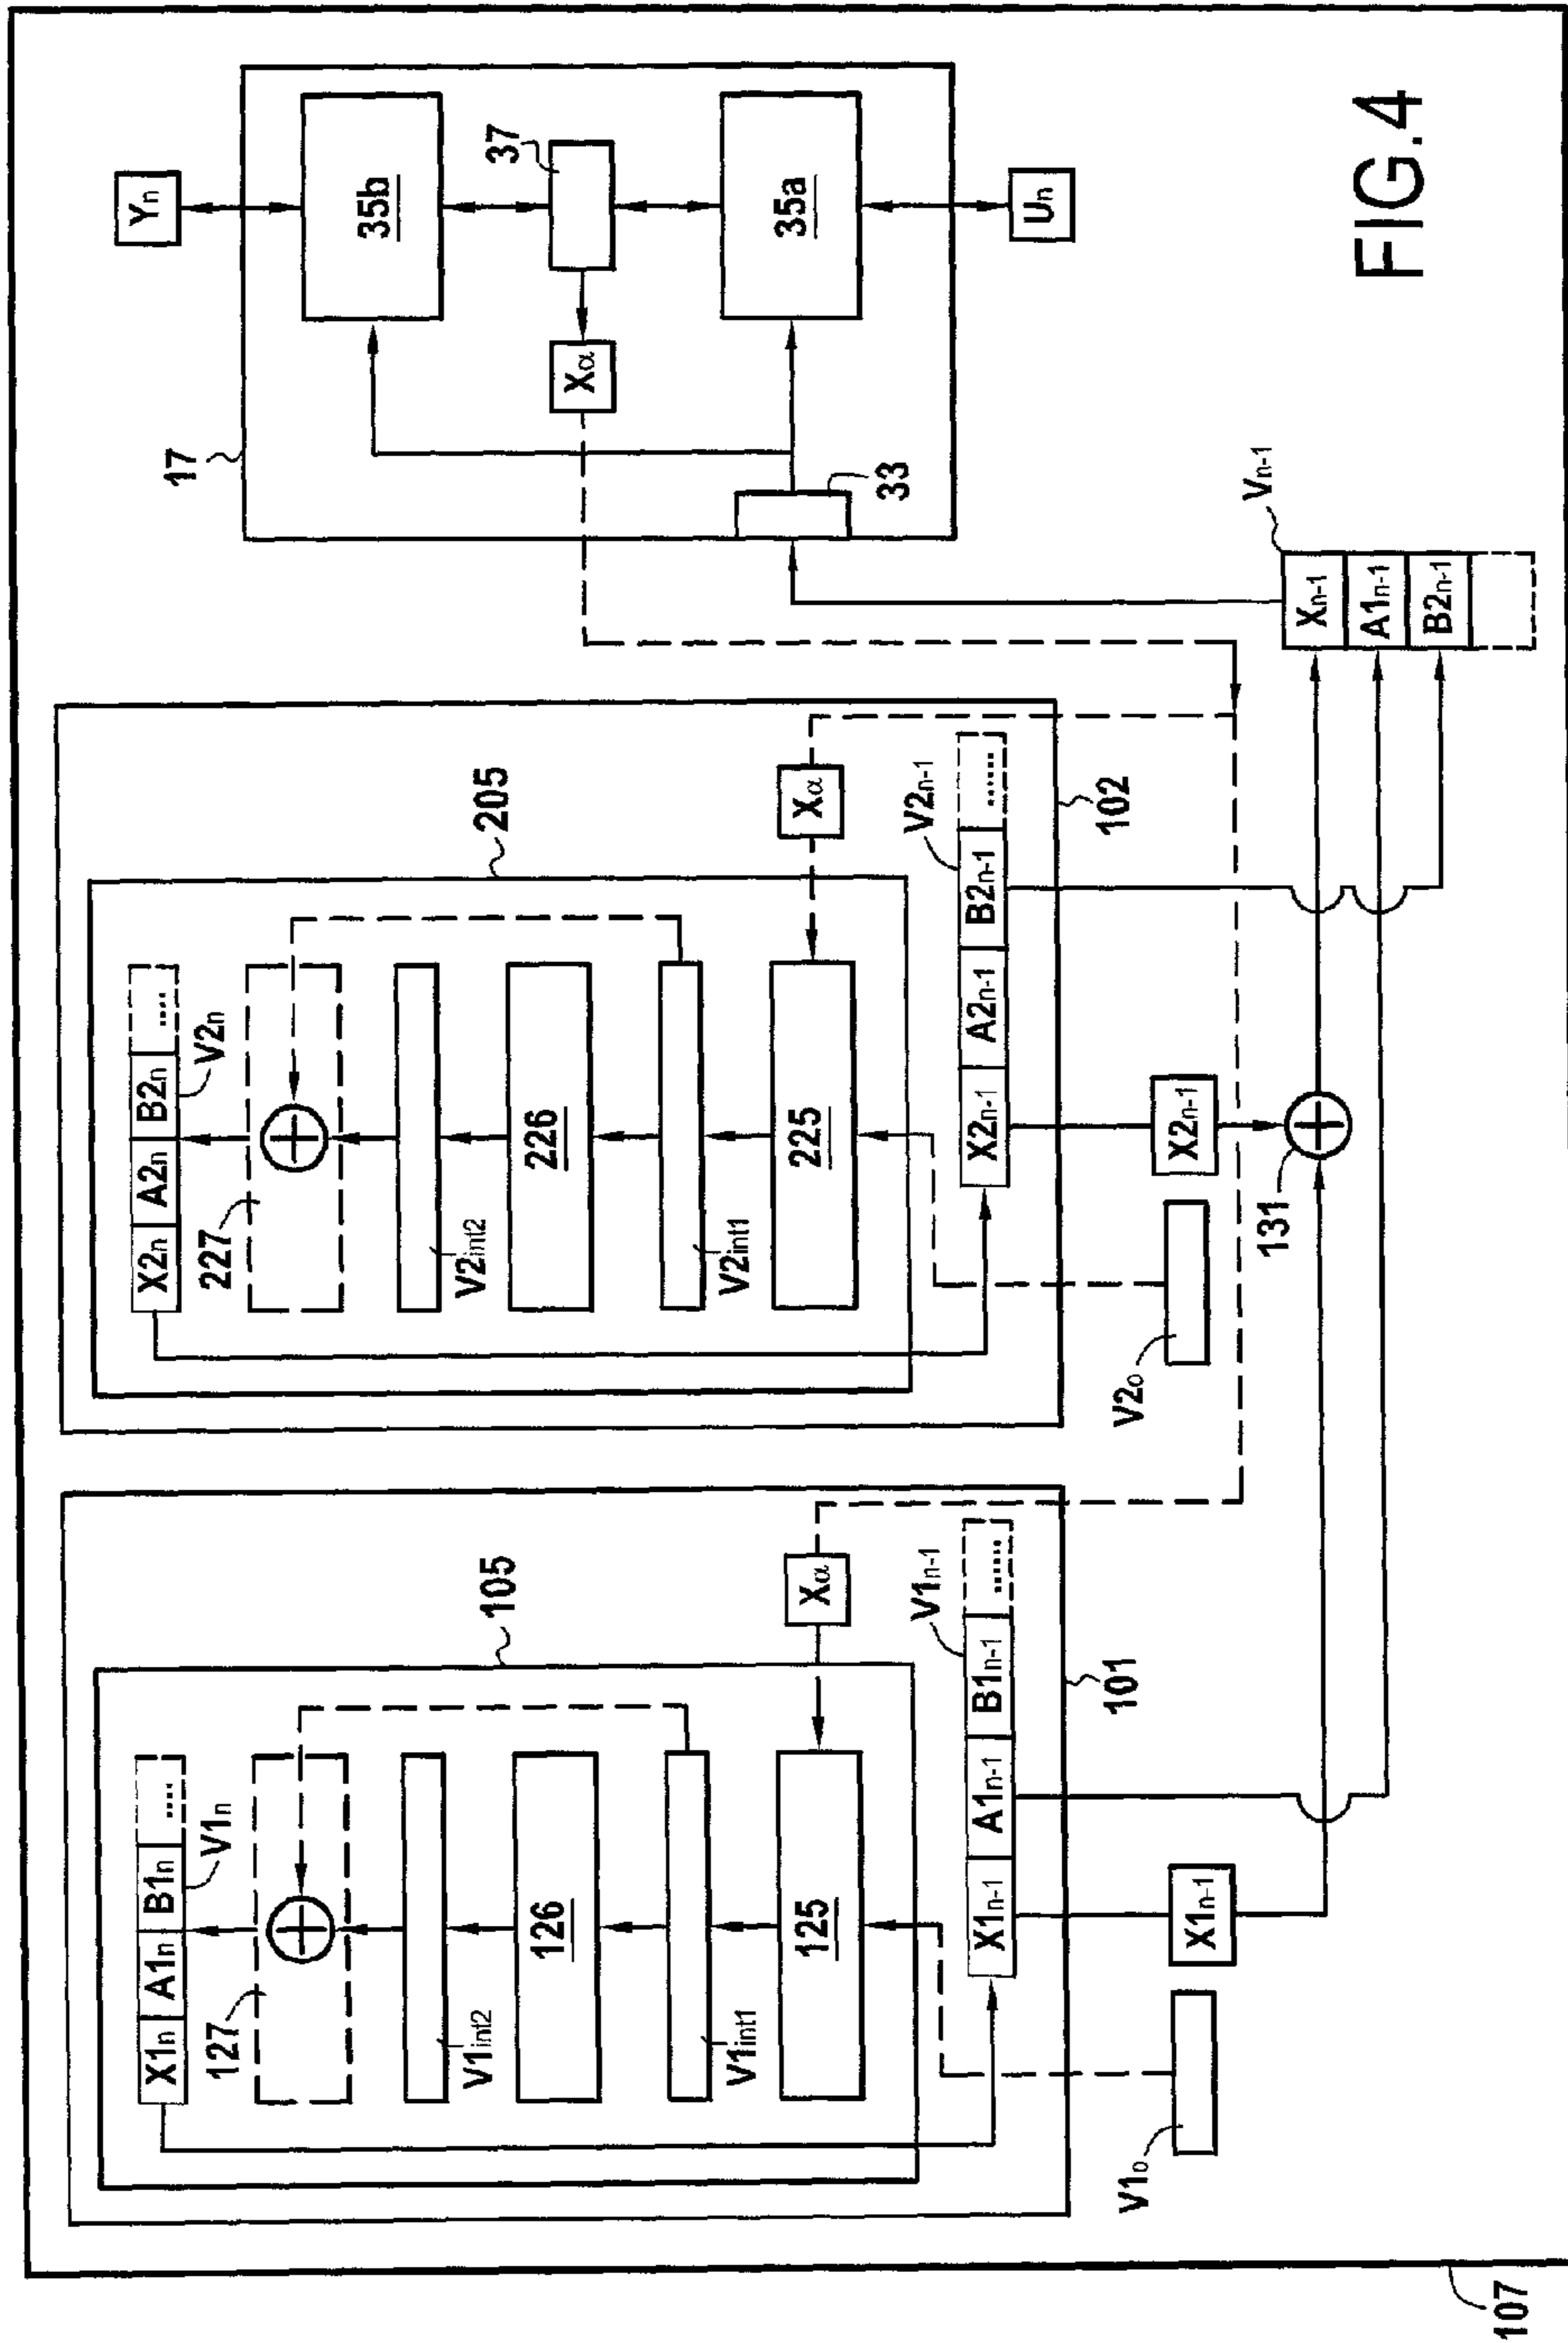 X1n A1n B1n ....
V1n
127
V1int2
126
V1int1
125
105
Xα
V1n-1
X1n-1 A1n-1 B1n-1 ......
101
V10
X1n-1
X2n A2n B2n ....
V2n
227
V2int2
226
V2int1
225
205
Xα
V2n-1
X2n-1 A2n-1 B2n-1 ......
102
V20
X2n-1
131
17
Yn
35b
37
Xα
35a
33
Un
Vn-1
Xn-1
A1n-1
B2n-1
107
FIG.4